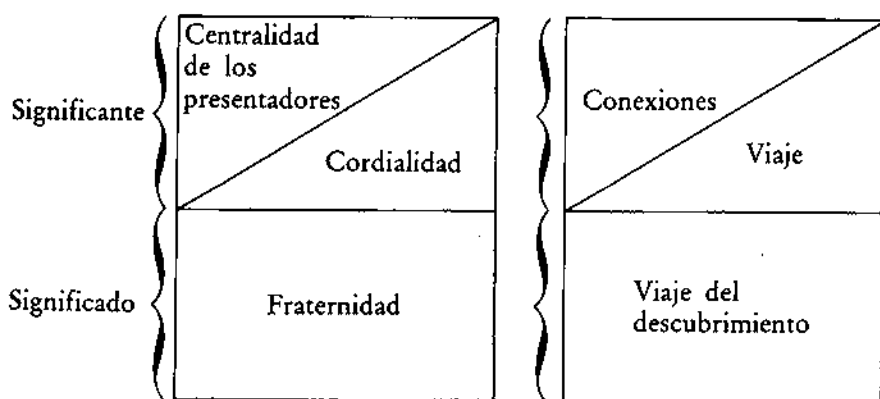 Significante
Centralidad
de los
presentadores
Cordialidad
Conexiones
Viaje
Significado
Fraternidad
Viaje del
descubrimiento